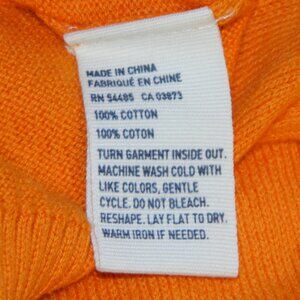 MADE IN CHINA
FABRIQUÉ EN CHINE
RN 54485 CA 03873
100% COTTON
100% COTON
TURN GARMENT INSIDE OUT.
MACHINE WASH COLD WITH
LIKE COLORS, GENTLE
CYCLE. DO NOT BLEACH.
RESHAPE. LAY FLAT TO DRY.
WARM IRON IF NEEDED.